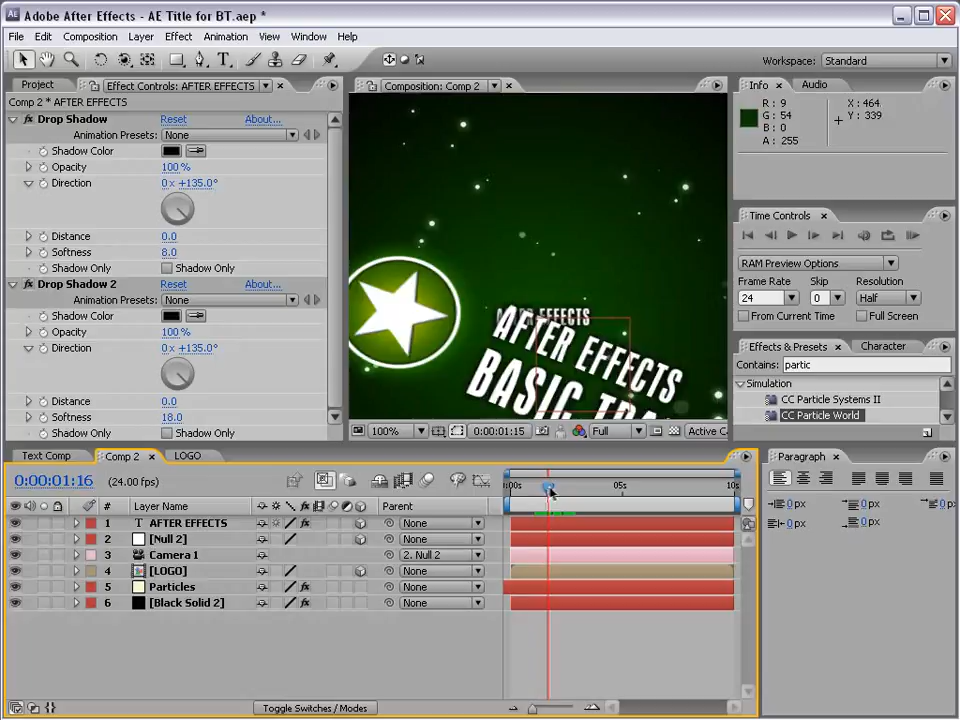 Adobe After Effects - AE Title for BT.aep *
File Edit Composition Layer Effect Animation View Window Help
Workspace: Standard
Project Effect Controls: AFTER EFFECTS
Comp 2 * AFTER EFFECTS
Drop Shadow Reset About...
Animation Presets: None
Shadow Color
Opacity 100 %
Direction 0 x +135.0°
Distance 0.0
Softness 8.0
Shadow Only Shadow Only
Drop Shadow 2 Reset About...
Animation Presets: None
Shadow Color
Opacity 100 %
Direction 0 x +135.0°
Distance 0.0
Softness 18.0
Shadow Only Shadow Only
Composition: Comp 2
AFTER EFFECTS
AFTER EFFECTS
BASIC TRA
100% 0:00:01:15 Full Active C
Info Audio
R: 9
G: 54
B: 0
A: 255
X: 464
Y: 339
Time Controls
RAM Preview Options
Frame Rate Skip Resolution
24 0 Half
From Current Time Full Screen
Effects & Presets Character
Contains: partic
Simulation
CC Particle Systems II
CC Particle World
Text Comp Comp 2 LOGO
0:00:01:16 (24.00 fps)
:00s 05s 10s
# Layer Name Parent
1 T AFTER EFFECTS None
2 [Null 2] None
3 Camera 1 2. Null 2
4 [LOGO] None
5 Particles None
6 [Black Solid 2] None
Toggle Switches / Modes
Paragraph
0 px 0 px 0 p
0 px 0 px